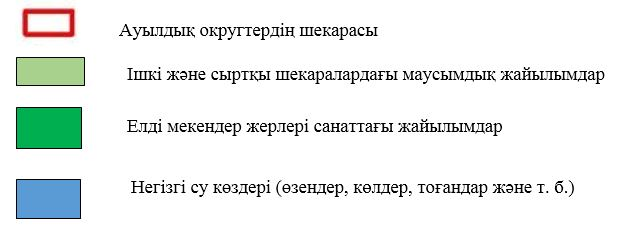 Ауылдық округтердің шекарасы
Ішкі және сыртқы шекаралардағы маусымдық жайылымдар
Елді мекендер жерлері санаттағы жайылымдар
Негізгі су көздері (өзендер, көлдер, тоғандар және т. б.)